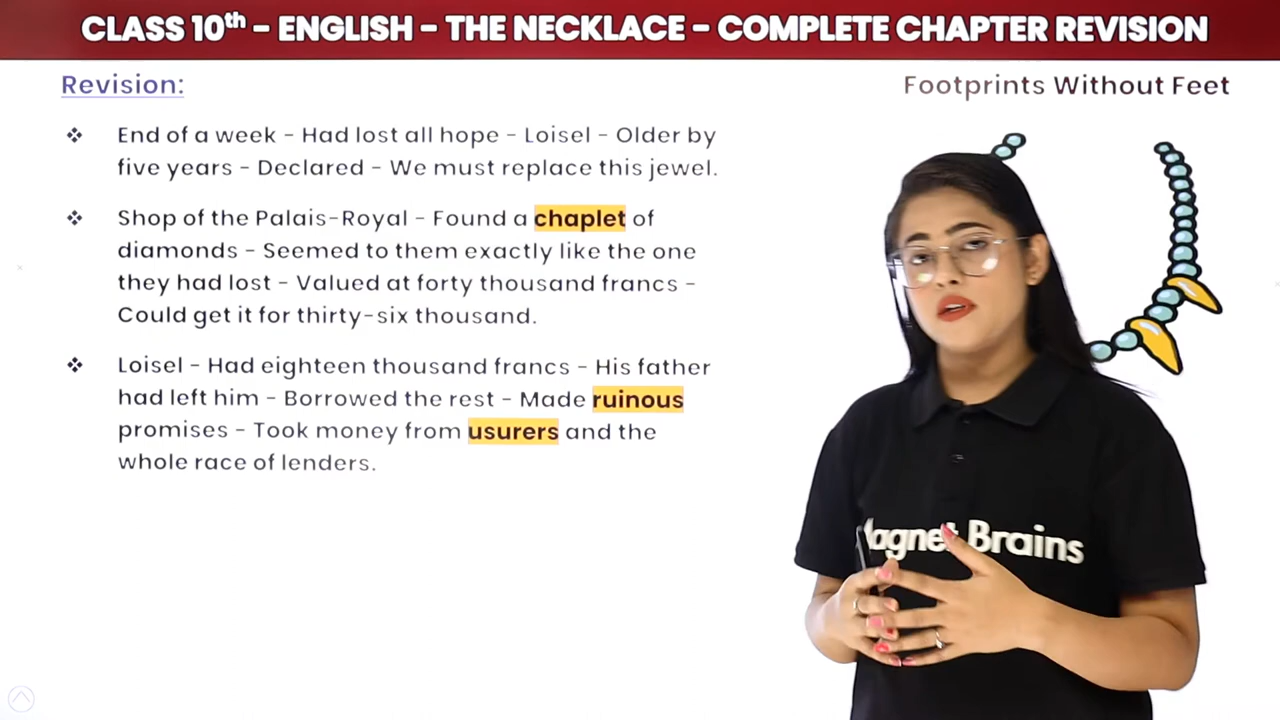 CLASS 10th - ENGLISH - THE NECKLACE - COMPLETE CHAPTER REVISION
Revision:
Footprints Without Feet
❖ End of a week - Had lost all hope - Loisel - Older by
five years - Declared - We must replace this jewel.
❖ Shop of the Palais-Royal - Found a chaplet of
diamonds - Seemed to them exactly like the one
they had lost - Valued at forty thousand francs -
Could get it for thirty-six thousand.
❖ Loisel - Had eighteen thousand francs - His father
had left him - Borrowed the rest - Made ruinous
promises - Took money from usurers and the
whole race of lenders.
Magnet Brains